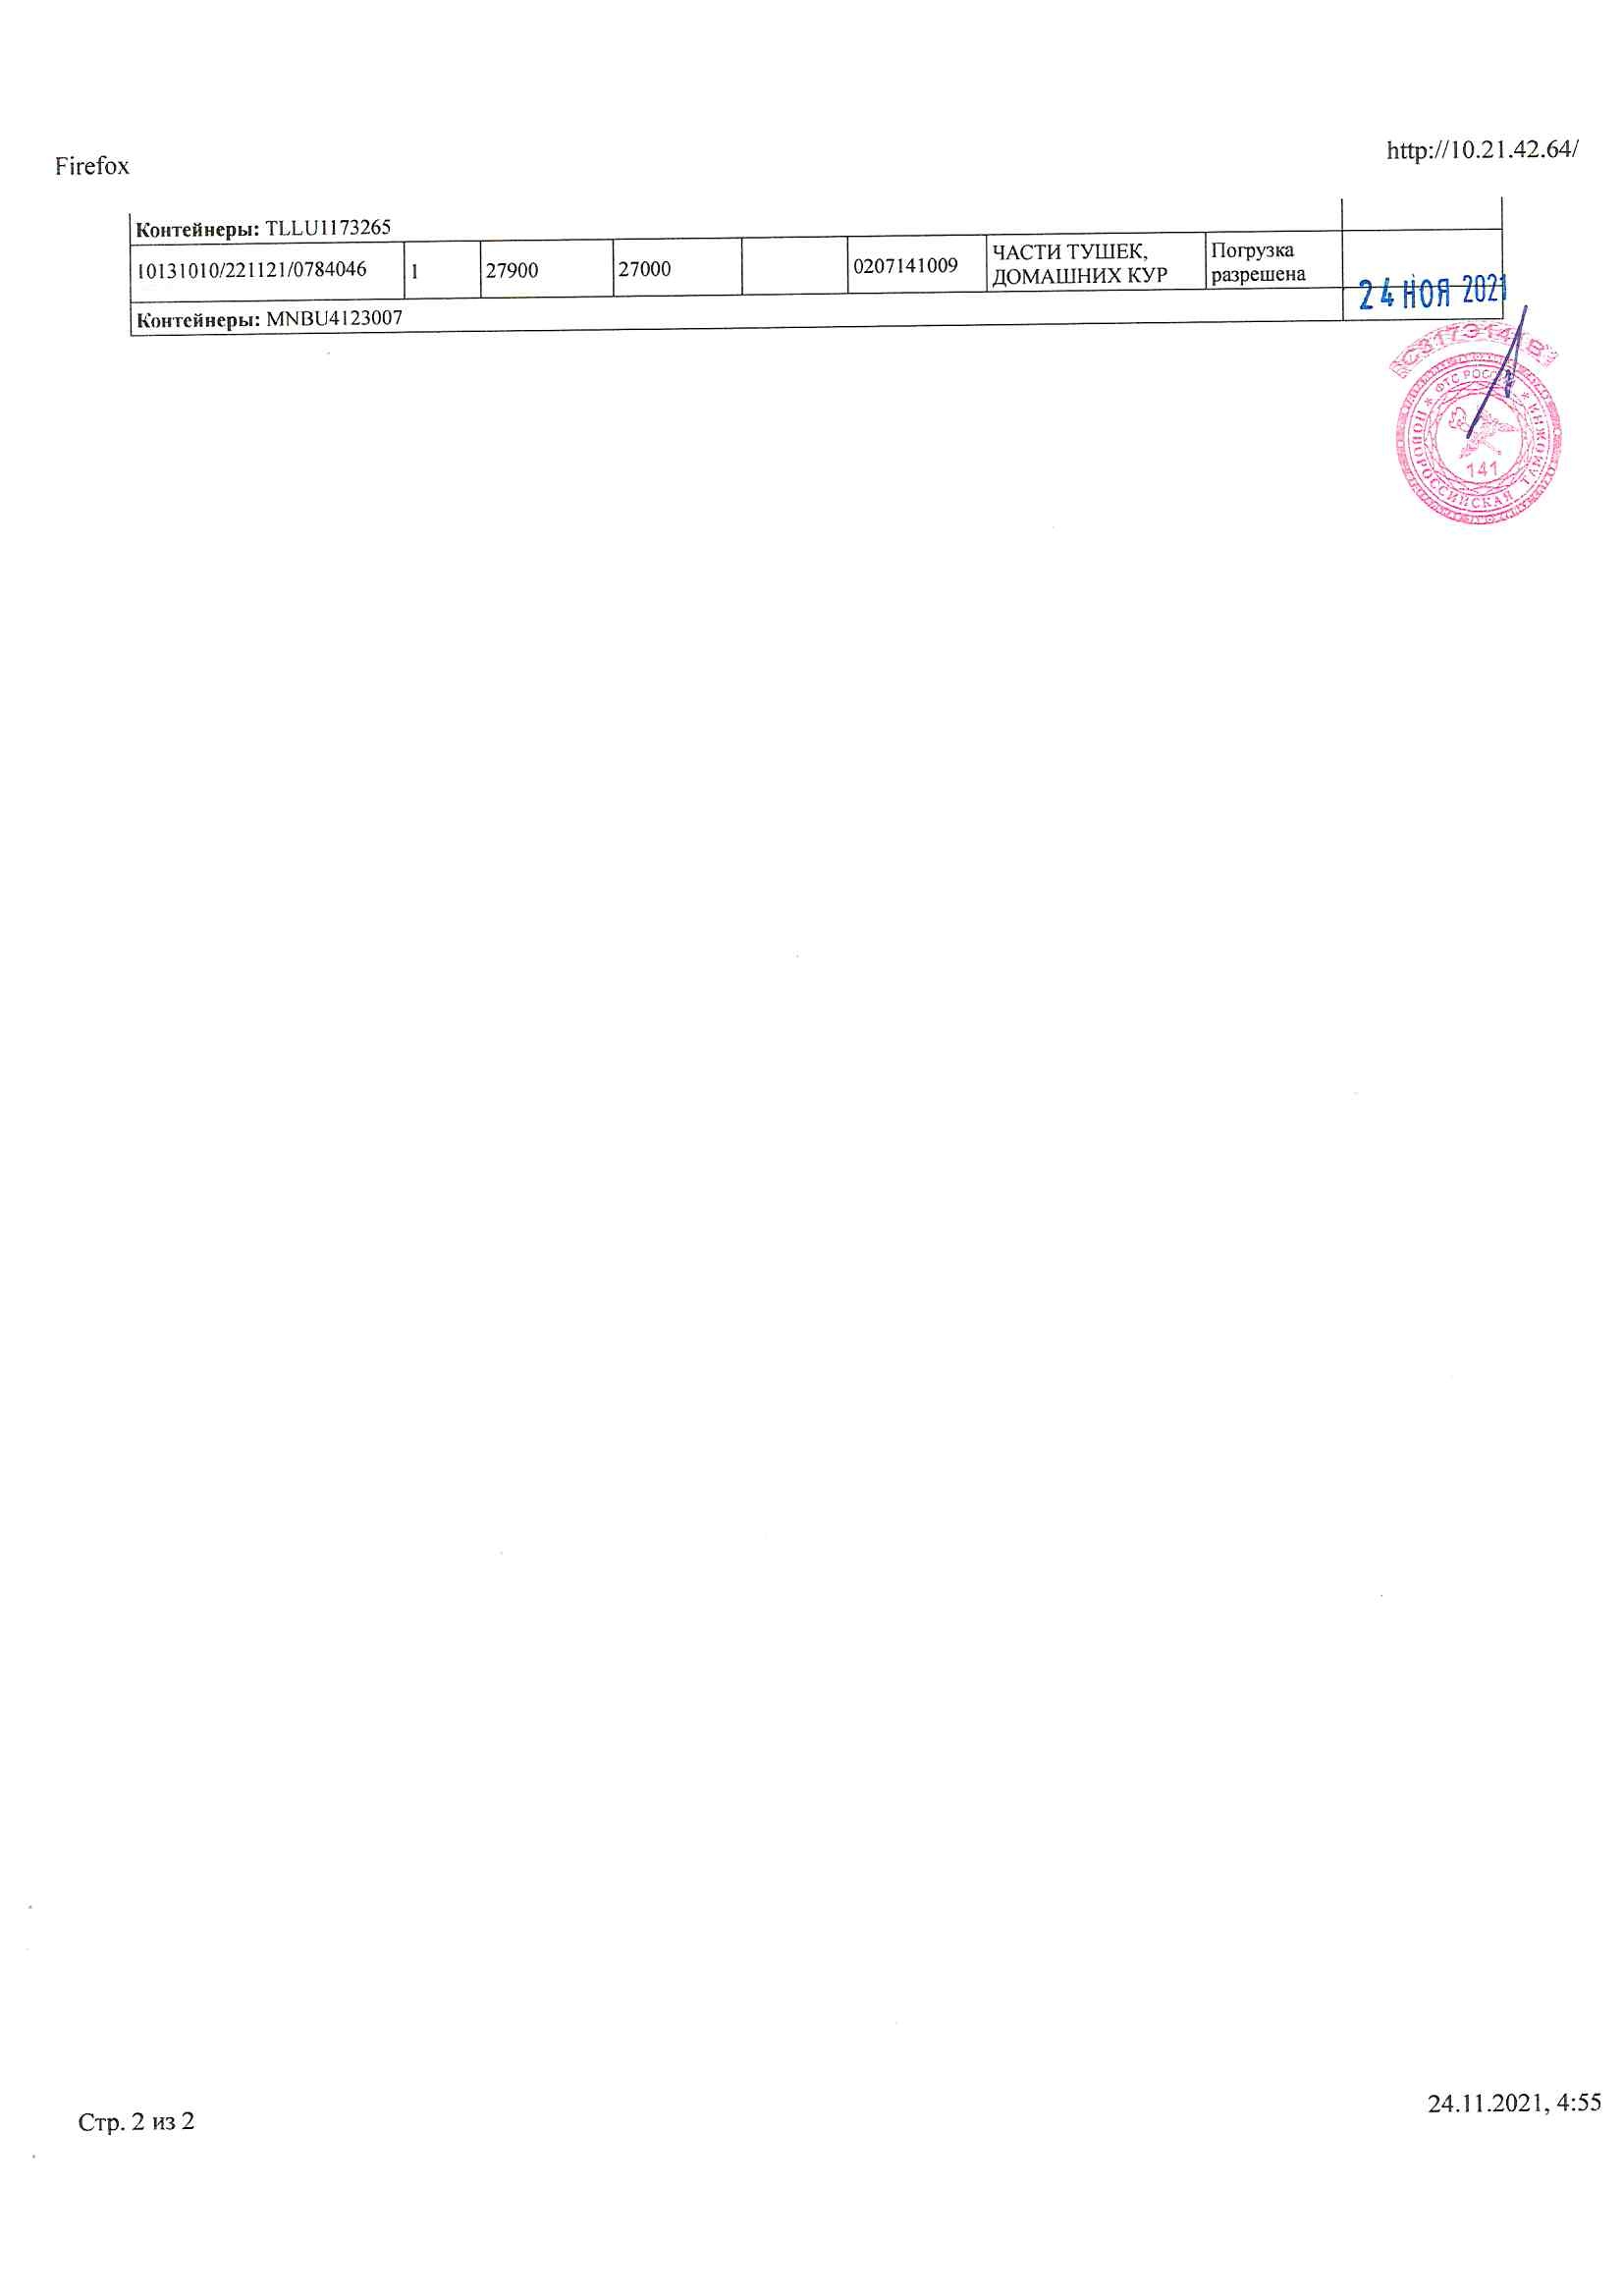 Firefox
http://10.21.42.64/
Контейнеры: TLLU1173265
10131010/221121/0784046 1 27900 27000 0207141009 ЧАСТИ ТУШЕК, ДОМАШНИХ КУР Погрузка разрешена
24 НОЯ 2021
Контейнеры: MNBU4123007
ФТС РОССИИ
НОВОРОССИЙСКАЯ ТАМОЖНЯ
141
Стр. 2 из 2
24.11.2021, 4:55